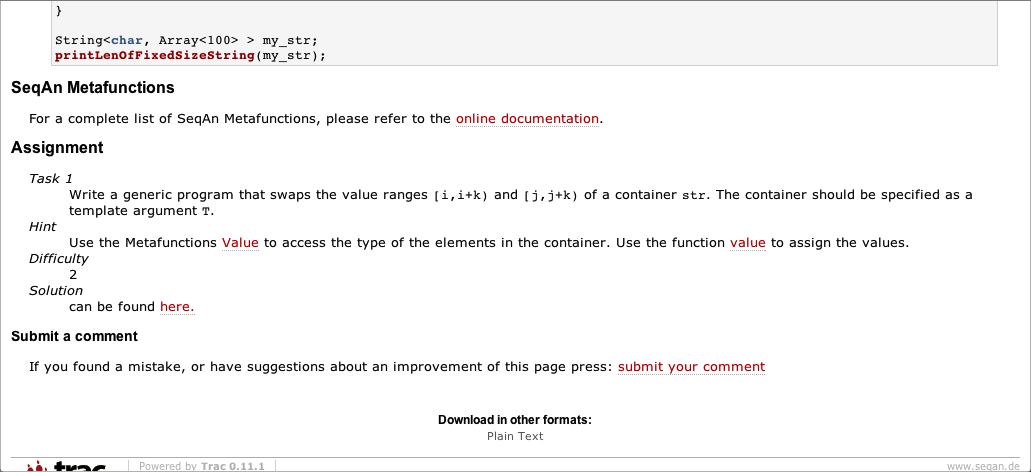 }
String<char, Array<100> > my_str;
printLenOfFixedSizeString(my_str);
SeqAn Metafunctions
For a complete list of SeqAn Metafunctions, please refer to the online documentation.
Assignment
Task 1
Write a generic program that swaps the value ranges [i,i+k) and [j,j+k) of a container str. The container should be specified as a
template argument T.
Hint
Use the Metafunctions Value to access the type of the elements in the container. Use the function value to assign the values.
Difficulty
2
Solution
can be found here.
Submit a comment
If you found a mistake, or have suggestions about an improvement of this page press: submit your comment
Download in other formats:
Plain Text
trac Powered by Trac 0.11.1 www.seqan.de